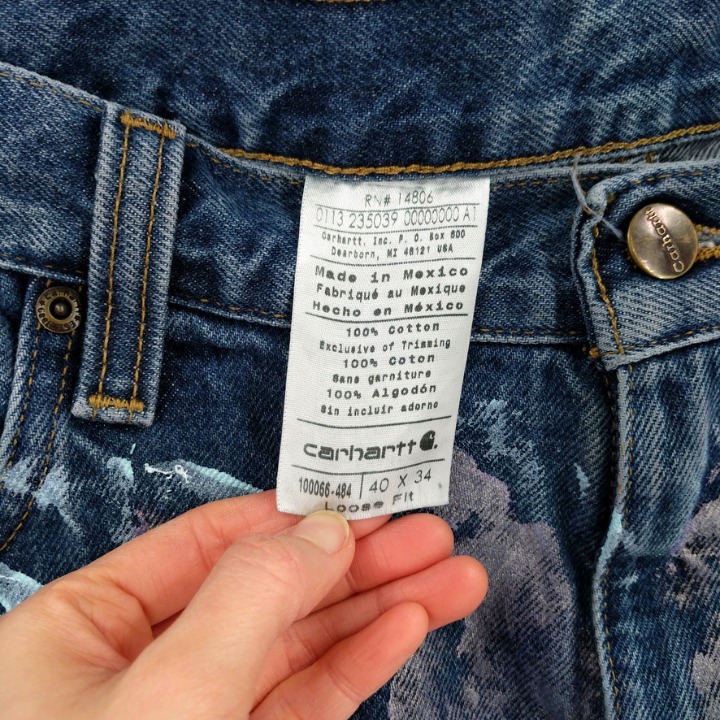 RN# 14806
0113 235039 00000000 A1
Carhartt, Inc. P. O. Box 600
Dearborn, MI 48121 USA
Made in Mexico
Fabriqué au Mexique
Hecho en México
100% Cotton
Exclusive of Trimming
100% Coton
Sans garniture
100% Algodón
Sin incluir adorno
carhartt
100066-484 | 40 X 34
Loose Fit
Carhartt